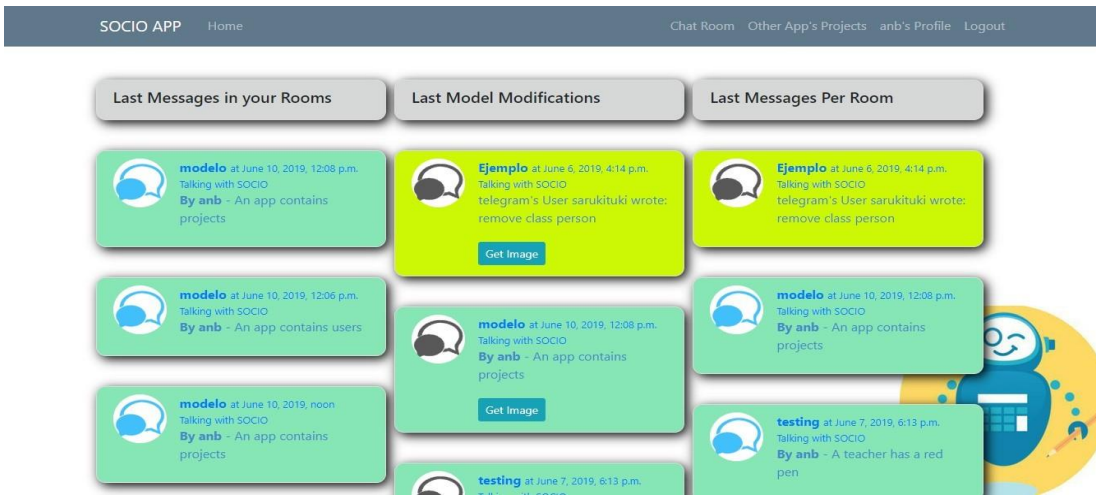 SOCIO APP Home Chat Room Other App's Projects anb's Profile Logout
Last Messages in your Rooms
modelo at June 10, 2019, 12:08 p.m.
Talking with SOCIO
By anb - An app contains
projects
modelo at June 10, 2019, 12:06 p.m.
Talking with SOCIO
By anb - An app contains users
modelo at June 10, 2019, noon
Talking with SOCIO
By anb - An app contains
projects
Last Model Modifications
Ejemplo at June 6, 2019, 4:14 p.m.
Talking with SOCIO
telegram's User sarukituki wrote:
remove class person
Get Image
modelo at June 10, 2019, 12:08 p.m.
Talking with SOCIO
By anb - An app contains
projects
Get Image
testing at June 7, 2019, 6:13 p.m.
Last Messages Per Room
Ejemplo at June 6, 2019, 4:14 p.m.
Talking with SOCIO
telegram's User sarukituki wrote:
remove class person
modelo at June 10, 2019, 12:08 p.m.
Talking with SOCIO
By anb - An app contains
projects
testing at June 7, 2019, 6:13 p.m.
Talking with SOCIO
By anb - A teacher has a red
pen